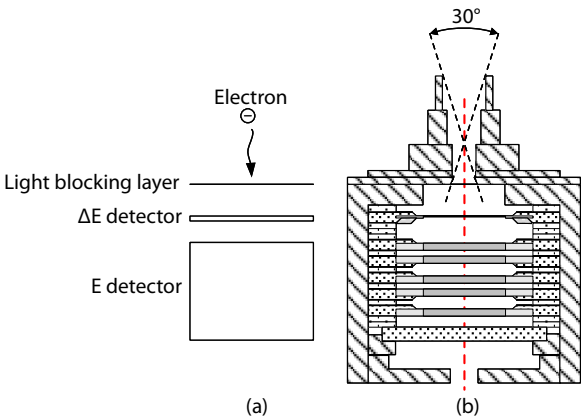 30°
Electron
Light blocking layer
ΔE detector
E detector
(a)
(b)